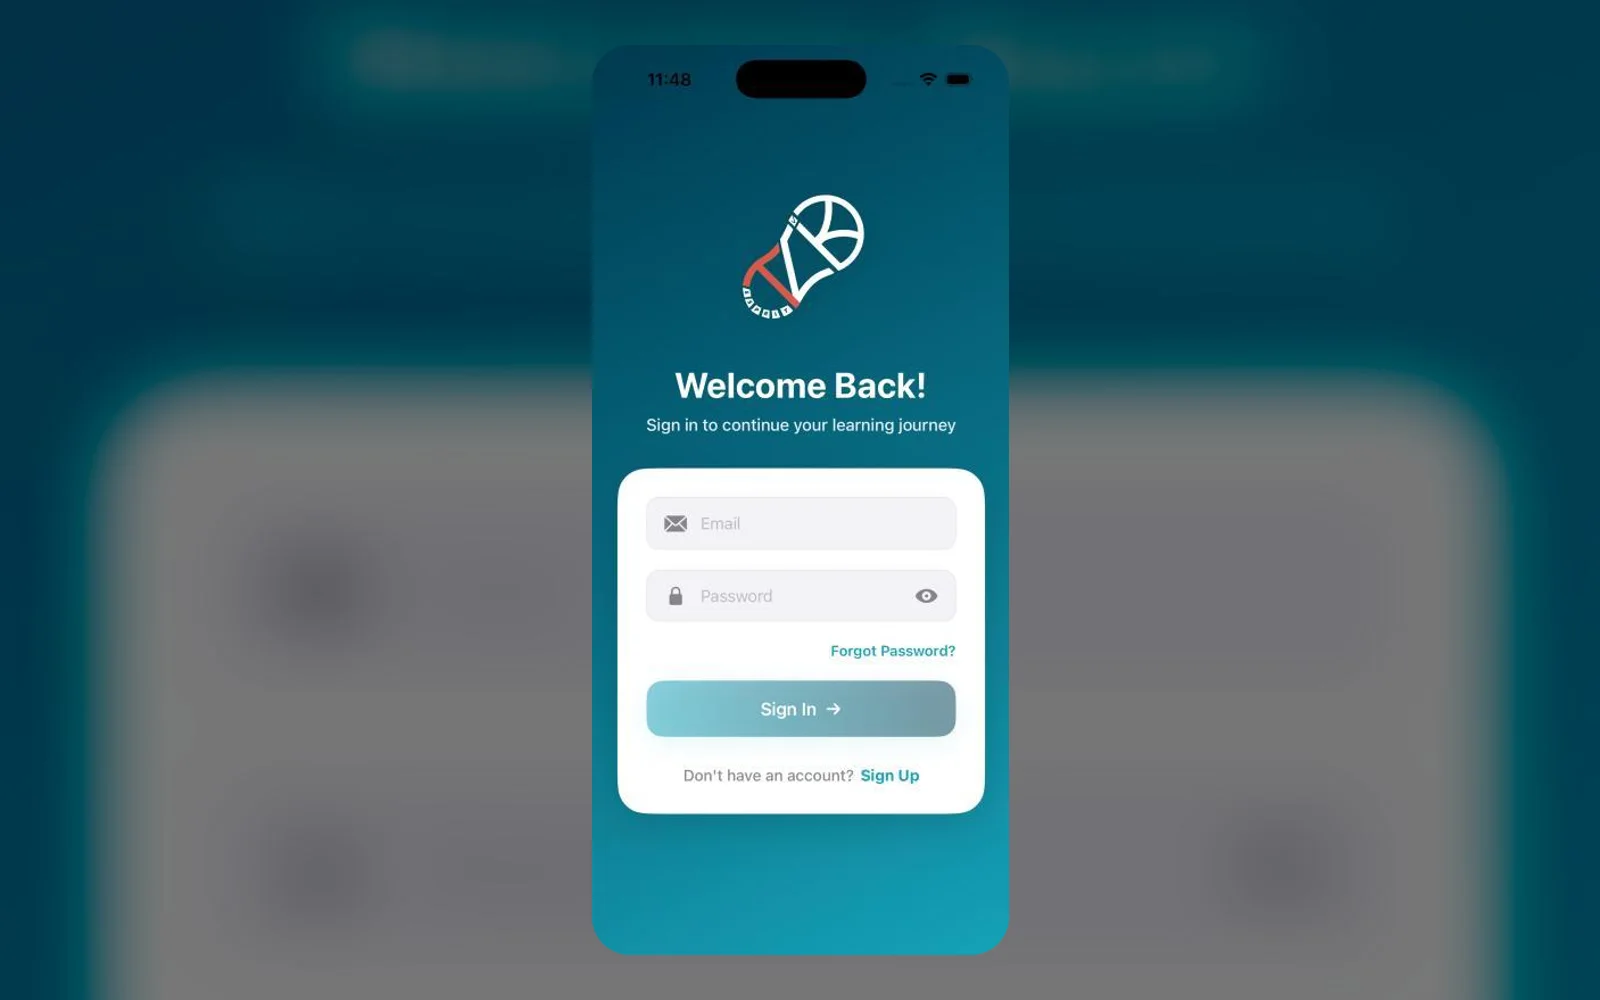 11:48
Welcome Back!
Sign in to continue your learning journey
Email
Password
Forgot Password?
Sign In →
Don't have an account? Sign Up